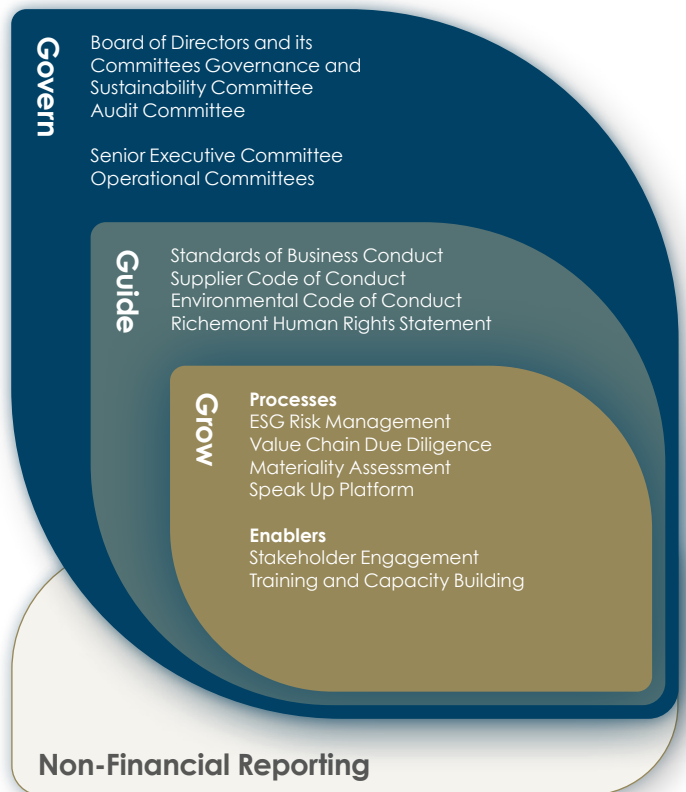 Govern
Board of Directors and its
Committees Governance and
Sustainability Committee
Audit Committee
Senior Executive Committee
Operational Committees
Guide
Standards of Business Conduct
Supplier Code of Conduct
Environmental Code of Conduct
Richemont Human Rights Statement
Grow
Processes
ESG Risk Management
Value Chain Due Diligence
Materiality Assessment
Speak Up Platform
Enablers
Stakeholder Engagement
Training and Capacity Building
Non-Financial Reporting